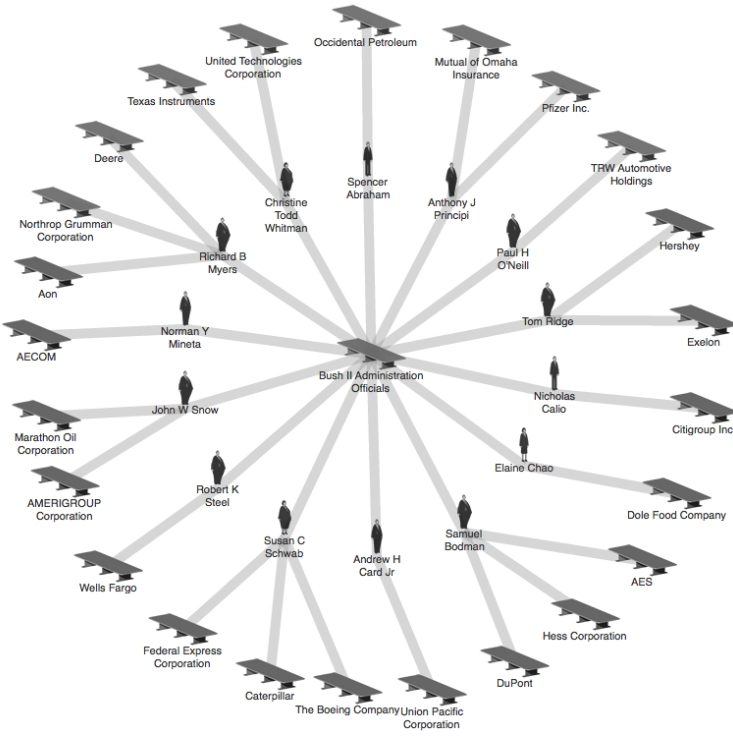 Occidental Petroleum
United Technologies
Corporation
Mutual of Omaha
Insurance
Texas Instruments
Pfizer Inc.
Deere
TRW Automotive
Holdings
Spencer
Abraham
Christine
Todd
Whitman
Anthony J
Principi
Northrop Grumman
Corporation
Richard B
Myers
Paul H
O'Neill
Hershey
Aon
Norman Y
Mineta
Tom Ridge
AECOM
Exelon
Bush II Administration
Officials
John W Snow
Nicholas
Calio
Marathon Oil
Corporation
Citigroup Inc
Elaine Chao
AMERIGROUP
Corporation
Robert K
Steel
Dole Food Company
Susan C
Schwab
Andrew H
Card Jr
Samuel
Bodman
Wells Fargo
AES
Federal Express
Corporation
Hess Corporation
Caterpillar
The Boeing Company
Union Pacific
Corporation
DuPont